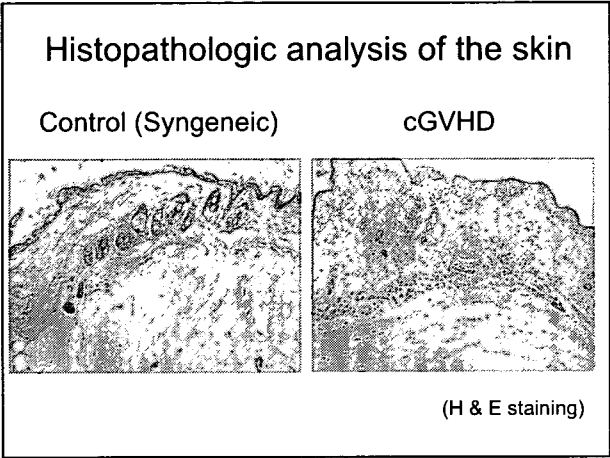 Histopathologic analysis of the skin
Control (Syngeneic)
cGVHD
(H & E staining)